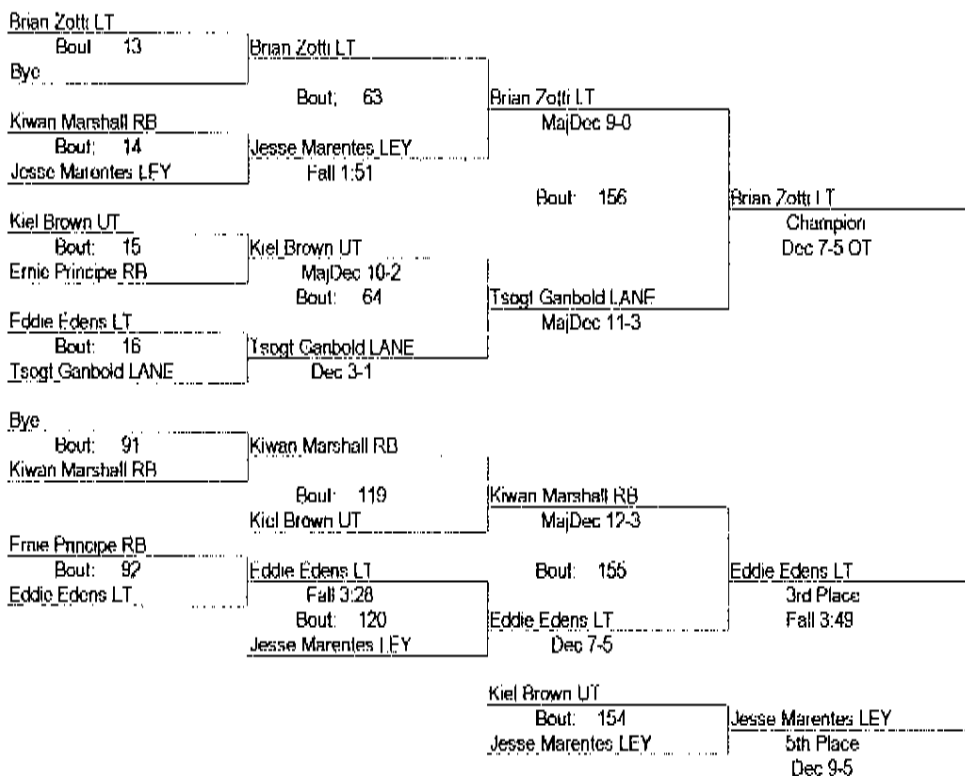 Brian Zotti LT
Bout 13
Bye
Brian Zotti LT
Bout: 63
Kiwan Marshall RB
Bout: 14
Jesse Marentes LEY
Jesse Marentes LEY
Fall 1:51
Brian Zotti LT
MajDec 9-0
Kiel Brown UT
Bout: 15
Ernie Principe RB
Kiel Brown UT
MajDec 10-2
Bout: 64
Eddie Edens LT
Bout: 16
Tsogt Ganbold LANE
Tsogt Ganbold LANE
Dec 3-1
Tsogt Ganbold LANE
MajDec 11-3
Bout: 156
Brian Zotti LT
Champion
Dec 7-5 OT
Bye
Bout: 91
Kiwan Marshall RB
Kiwan Marshall RB
Bout: 119
Kiel Brown UT
Kiwan Marshall RB
MajDec 12-3
Ernie Principe RB
Bout: 92
Eddie Edens LT
Eddie Edens LT
Fall 3:28
Bout: 120
Jesse Marentes LEY
Eddie Edens LT
Dec 7-5
Bout: 155
Eddie Edens LT
3rd Place
Fall 3:49
Kiel Brown UT
Bout: 154
Jesse Marentes LEY
Jesse Marentes LEY
5th Place
Dec 9-5